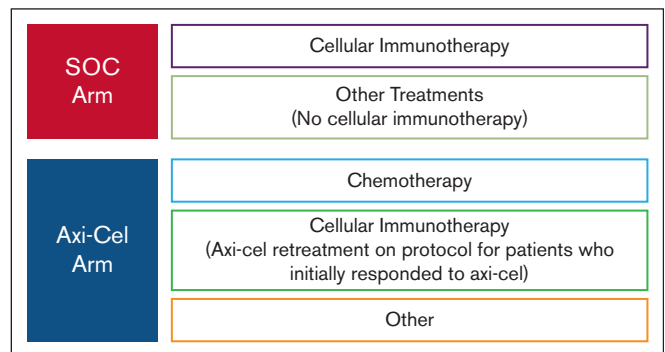 SOC
Arm
Cellular Immunotherapy
Other Treatments
(No cellular immunotherapy)
Axi-Cel
Arm
Chemotherapy
Cellular Immunotherapy
(Axi-cel retreatment on protocol for patients who
initially responded to axi-cel)
Other